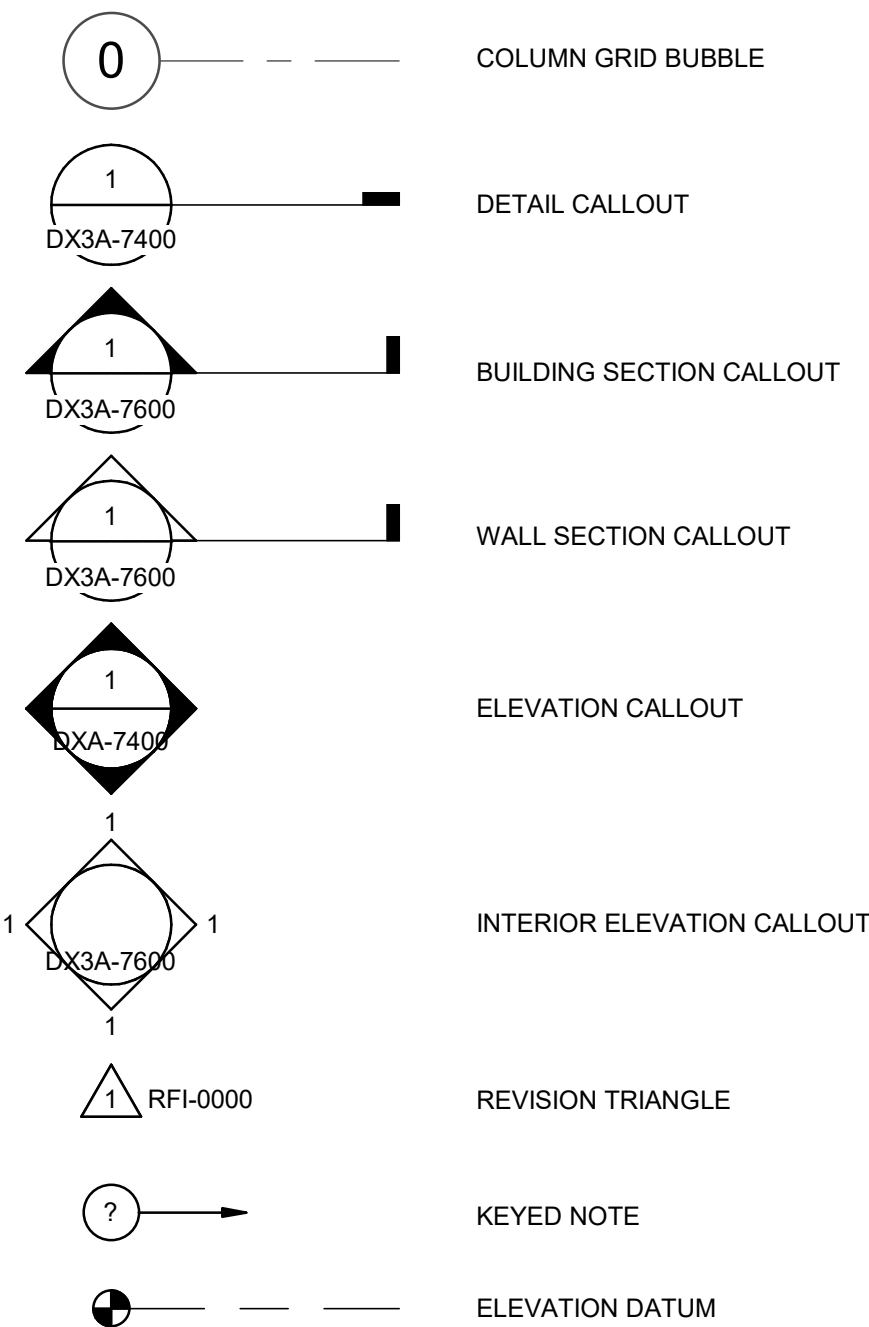 0
COLUMN GRID BUBBLE
1
DX3A-7400
DETAIL CALLOUT
1
DX3A-7600
BUILDING SECTION CALLOUT
1
DX3A-7600
WALL SECTION CALLOUT
1
DXA-7400
ELEVATION CALLOUT
1
1 1
DX3A-7600
1
INTERIOR ELEVATION CALLOUT
1 RFI-0000
REVISION TRIANGLE
?
KEYED NOTE
ELEVATION DATUM